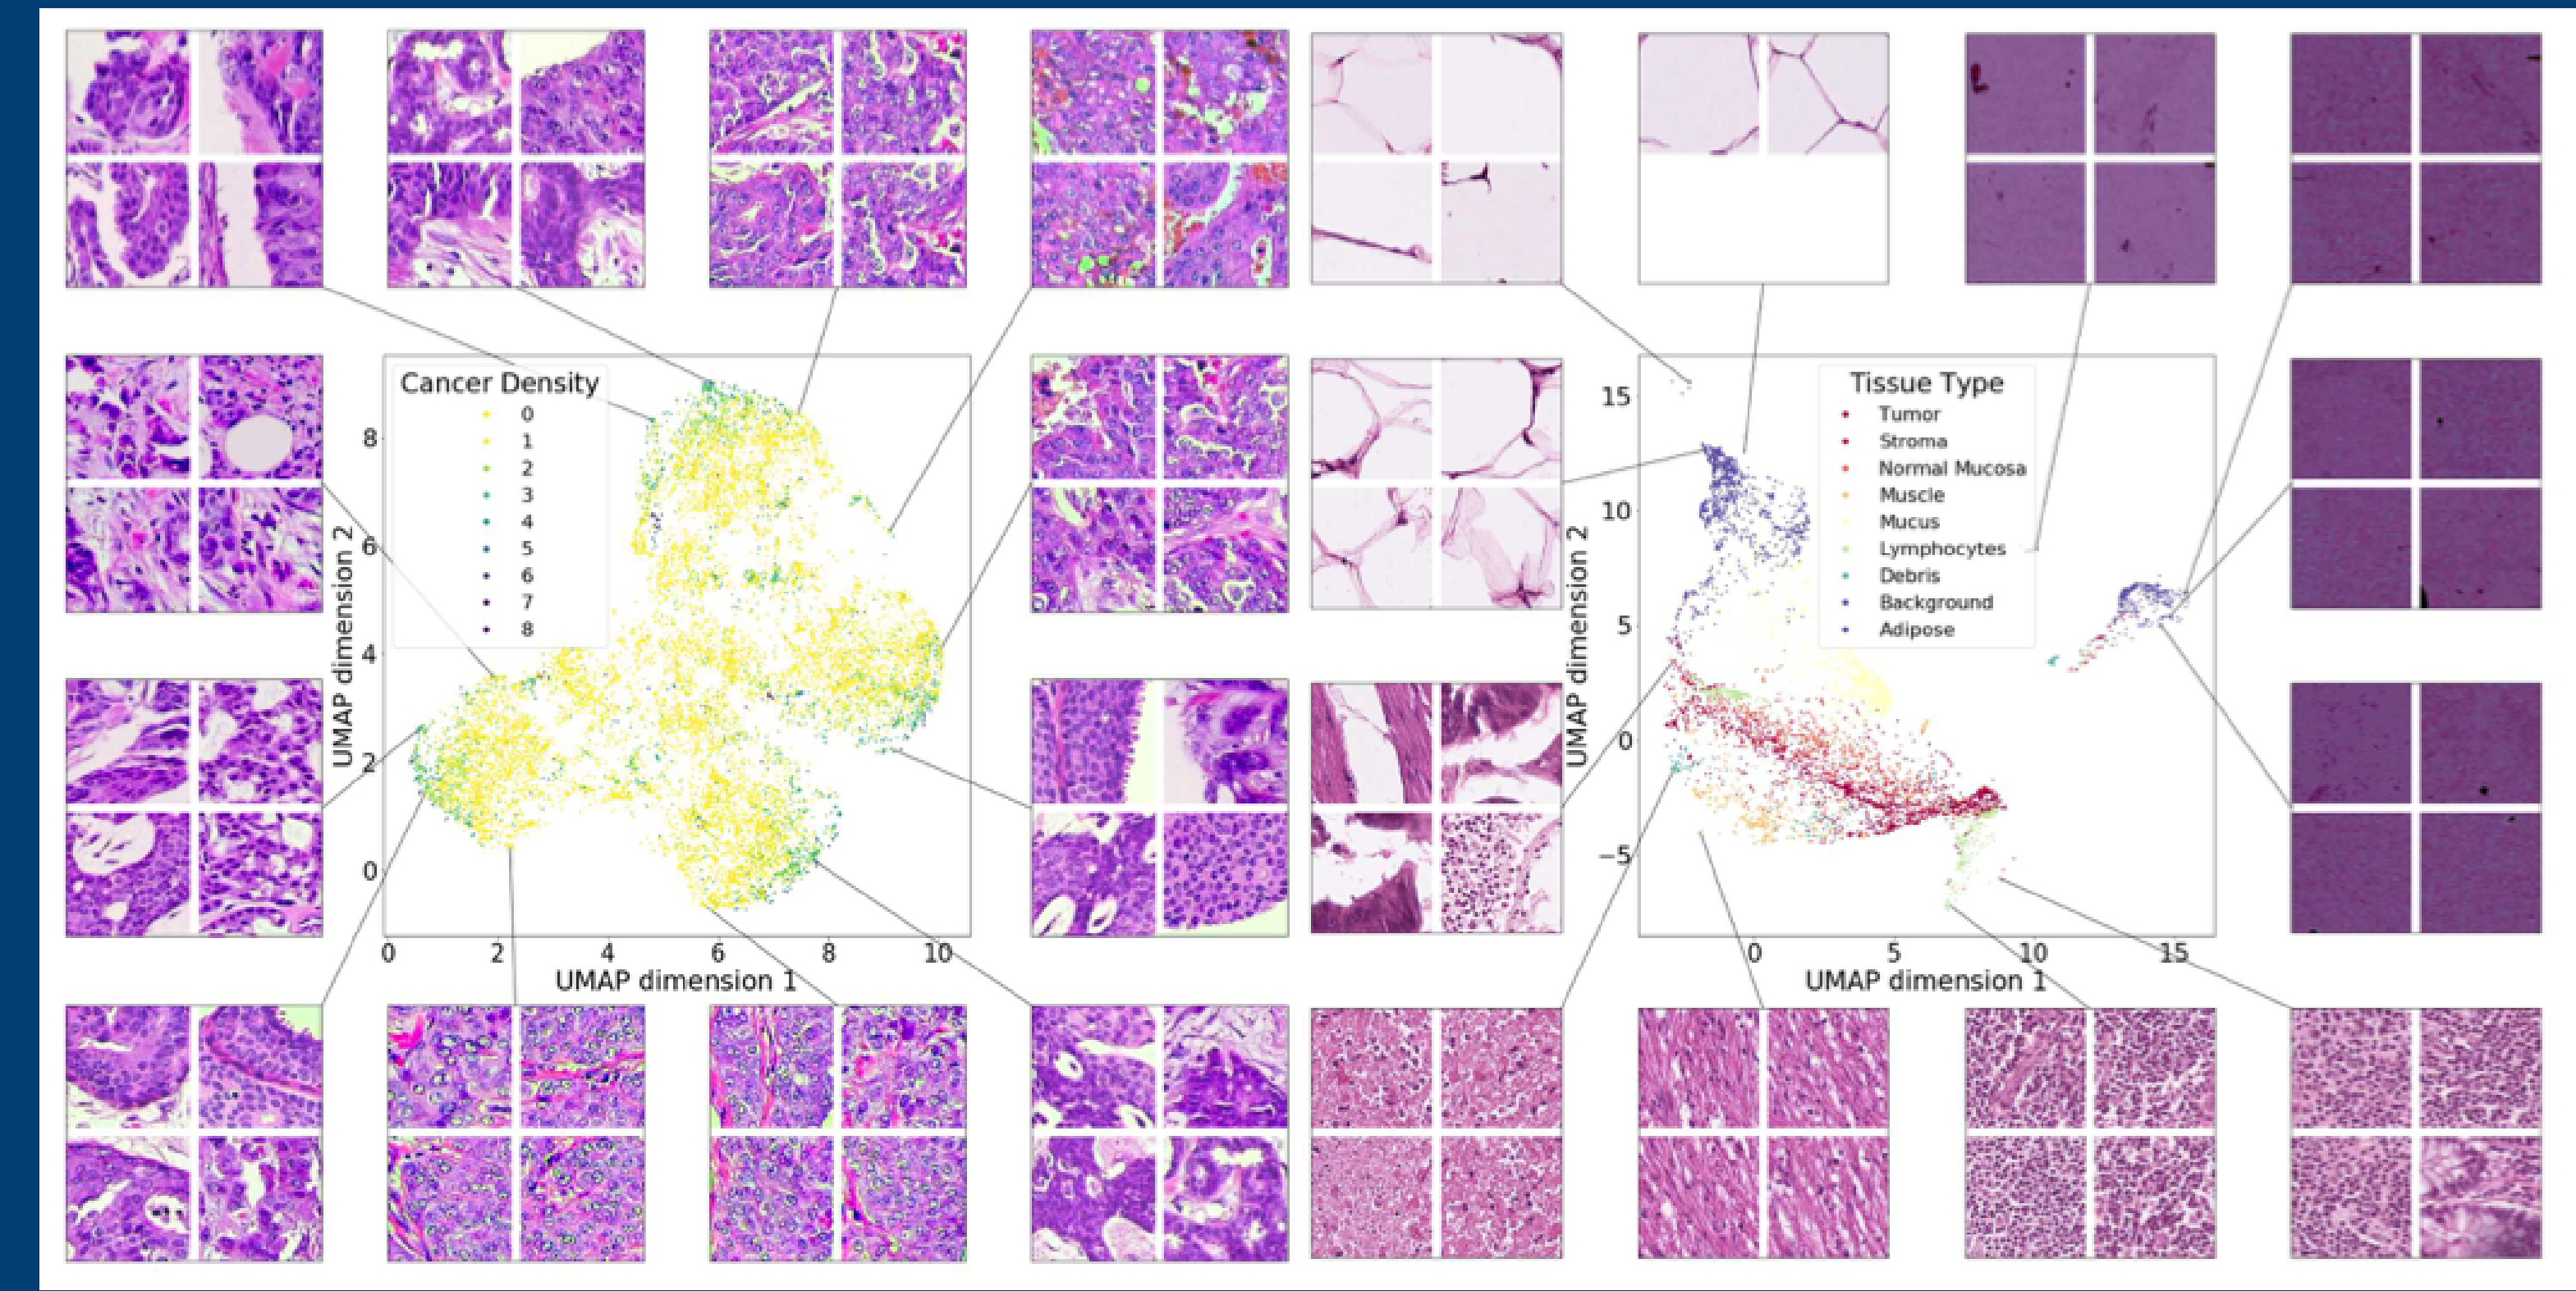 Cancer Density
0
1
2
3
4
5
6
7
8
8
6
4
2
0
UMAP dimension 2
0 2 4 6 8 10
UMAP dimension 1
Tissue Type
Tumor
Stroma
Normal Mucosa
Muscle
Mucus
Lymphocytes
Debris
Background
Adipose
15
10
5
0
−5
UMAP dimension 2
0 5 10 15
UMAP dimension 1